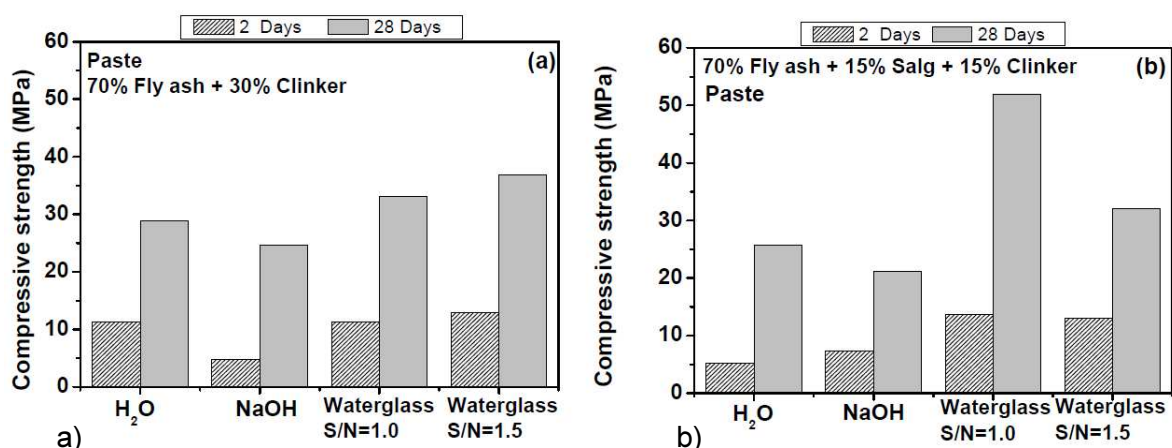 2 Days 28 Days
60
50
40
30
20
10
0
Compressive strength (MPa)
Paste
(a)
70% Fly ash + 30% Clinker
H₂O
NaOH
Waterglass
S/N=1.0
Waterglass
S/N=1.5
a)
2 Days 28 Days
60
50
40
30
20
10
0
Compressive strength (MPa)
70% Fly ash + 15% Salg + 15% Clinker
(b)
Paste
H₂O
NaOH
Waterglass
S/N=1.0
Waterglass
S/N=1.5
b)